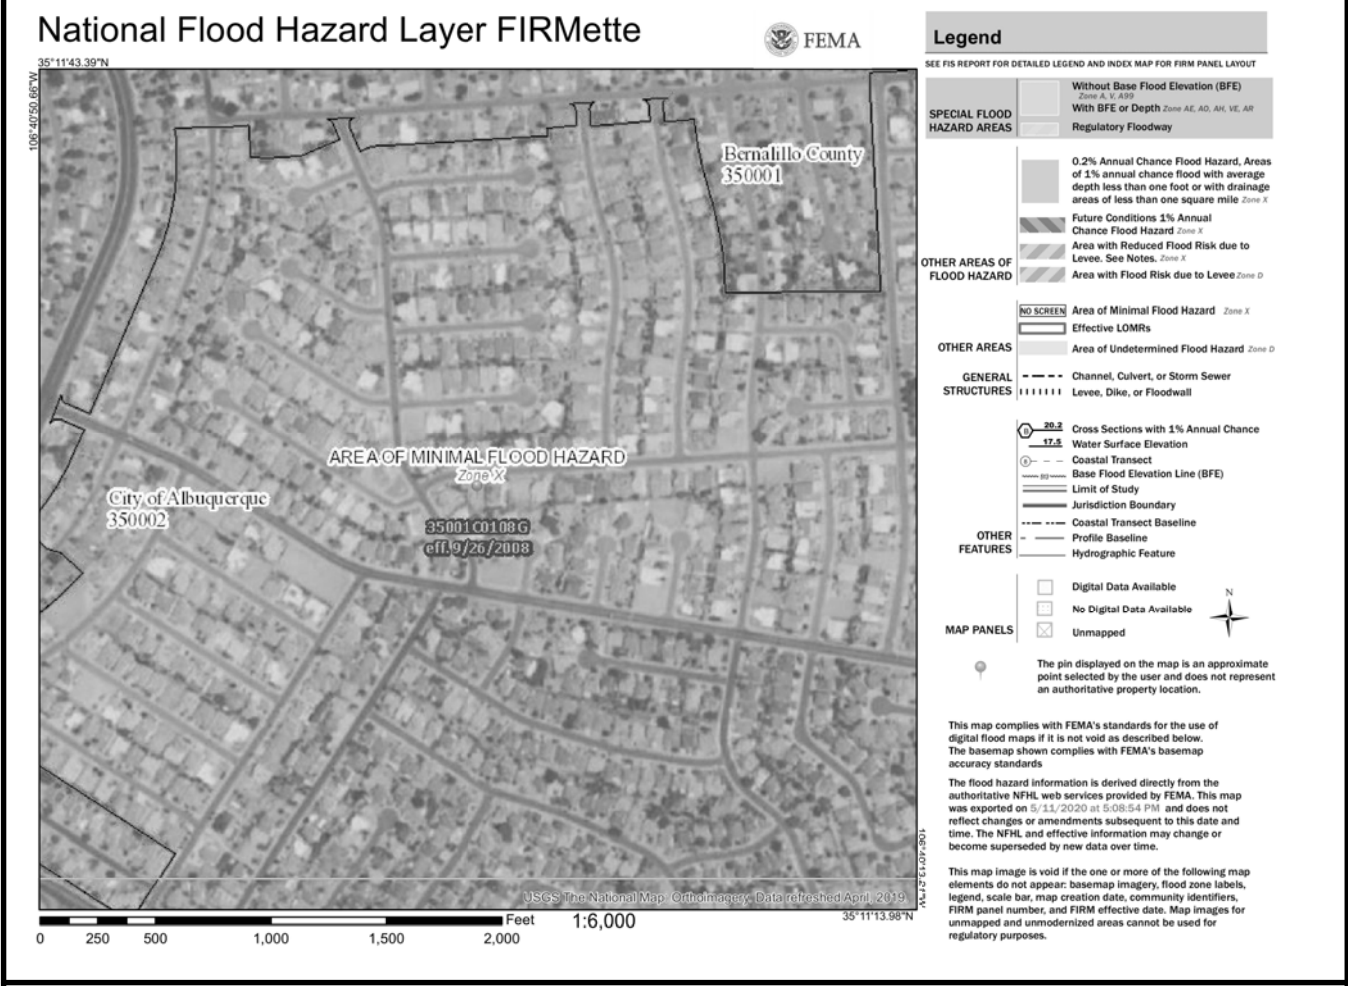 National Flood Hazard Layer FIRMette
FEMA
35°11'43.39"N
106°40'50.66"W
Bernalillo County
350001
AREA OF MINIMAL FLOOD HAZARD
Zone X
City of Albuquerque
350002
35001C0108G
eff. 9/26/2008
USGS The National Map: Orthoimagery. Data refreshed April, 2019.
106°40'13.21"W
35°11'13.98"N
Feet
1:6,000
0 250 500 1,000 1,500 2,000
Legend
SEE FIS REPORT FOR DETAILED LEGEND AND INDEX MAP FOR FIRM PANEL LAYOUT
SPECIAL FLOOD
HAZARD AREAS
Without Base Flood Elevation (BFE)
Zone A, V, A99
With BFE or Depth Zone AE, AO, AH, VE, AR
Regulatory Floodway
OTHER AREAS OF
FLOOD HAZARD
0.2% Annual Chance Flood Hazard, Areas
of 1% annual chance flood with average
depth less than one foot or with drainage
areas of less than one square mile Zone X
Future Conditions 1% Annual
Chance Flood Hazard Zone X
Area with Reduced Flood Risk due to
Levee. See Notes. Zone X
Area with Flood Risk due to Levee Zone D
OTHER AREAS
NO SCREEN Area of Minimal Flood Hazard Zone X
Effective LOMRs
Area of Undetermined Flood Hazard Zone D
GENERAL
STRUCTURES
Channel, Culvert, or Storm Sewer
Levee, Dike, or Floodwall
OTHER
FEATURES
B 20.2 Cross Sections with 1% Annual Chance
17.5 Water Surface Elevation
8 Coastal Transect
513 Base Flood Elevation Line (BFE)
Limit of Study
Jurisdiction Boundary
Coastal Transect Baseline
Profile Baseline
Hydrographic Feature
MAP PANELS
Digital Data Available
No Digital Data Available
Unmapped
N
The pin displayed on the map is an approximate
point selected by the user and does not represent
an authoritative property location.
This map complies with FEMA's standards for the use of
digital flood maps if it is not void as described below.
The basemap shown complies with FEMA's basemap
accuracy standards
The flood hazard information is derived directly from the
authoritative NFHL web services provided by FEMA. This map
was exported on 5/11/2020 at 5:08:54 PM and does not
reflect changes or amendments subsequent to this date and
time. The NFHL and effective information may change or
become superseded by new data over time.
This map image is void if the one or more of the following map
elements do not appear: basemap imagery, flood zone labels,
legend, scale bar, map creation date, community identifiers,
FIRM panel number, and FIRM effective date. Map images for
unmapped and unmodernized areas cannot be used for
regulatory purposes.